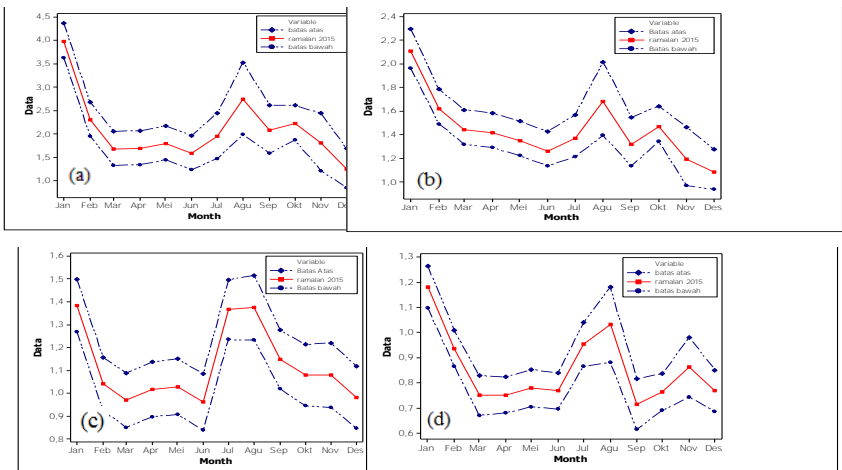 4,5
4,0
3,5
3,0
2,5
2,0
1,5
1,0
Data
Variable
batas atas
ramalan 2015
batas bawah
(a)
Jan Feb Mar Apr Mei Jun Jul Agu Sep Okt Nov
Month
2,4
2,2
2,0
1,8
1,6
1,4
1,2
1,0
Data
Variable
Batas atas
ramalan 2015
Batas bawah
(b)
Jan Feb Mar Apr Mei Jun Jul Agu Sep Okt Nov Des
Month
1,6
1,5
1,4
1,3
1,2
1,1
1,0
0,9
0,8
Data
Variable
Batas Atas
ramalan 2015
Batas bawah
(c)
Jan Feb Mar Apr Mei Jun Jul Agu Sep Okt Nov Des
Month
1,3
1,2
1,1
1,0
0,9
0,8
0,7
0,6
Data
Variable
batas atas
ramalan 2015
batas bawah
(d)
Jan Feb Mar Apr Mei Jun Jul Agu Sep Okt Nov Des
Month